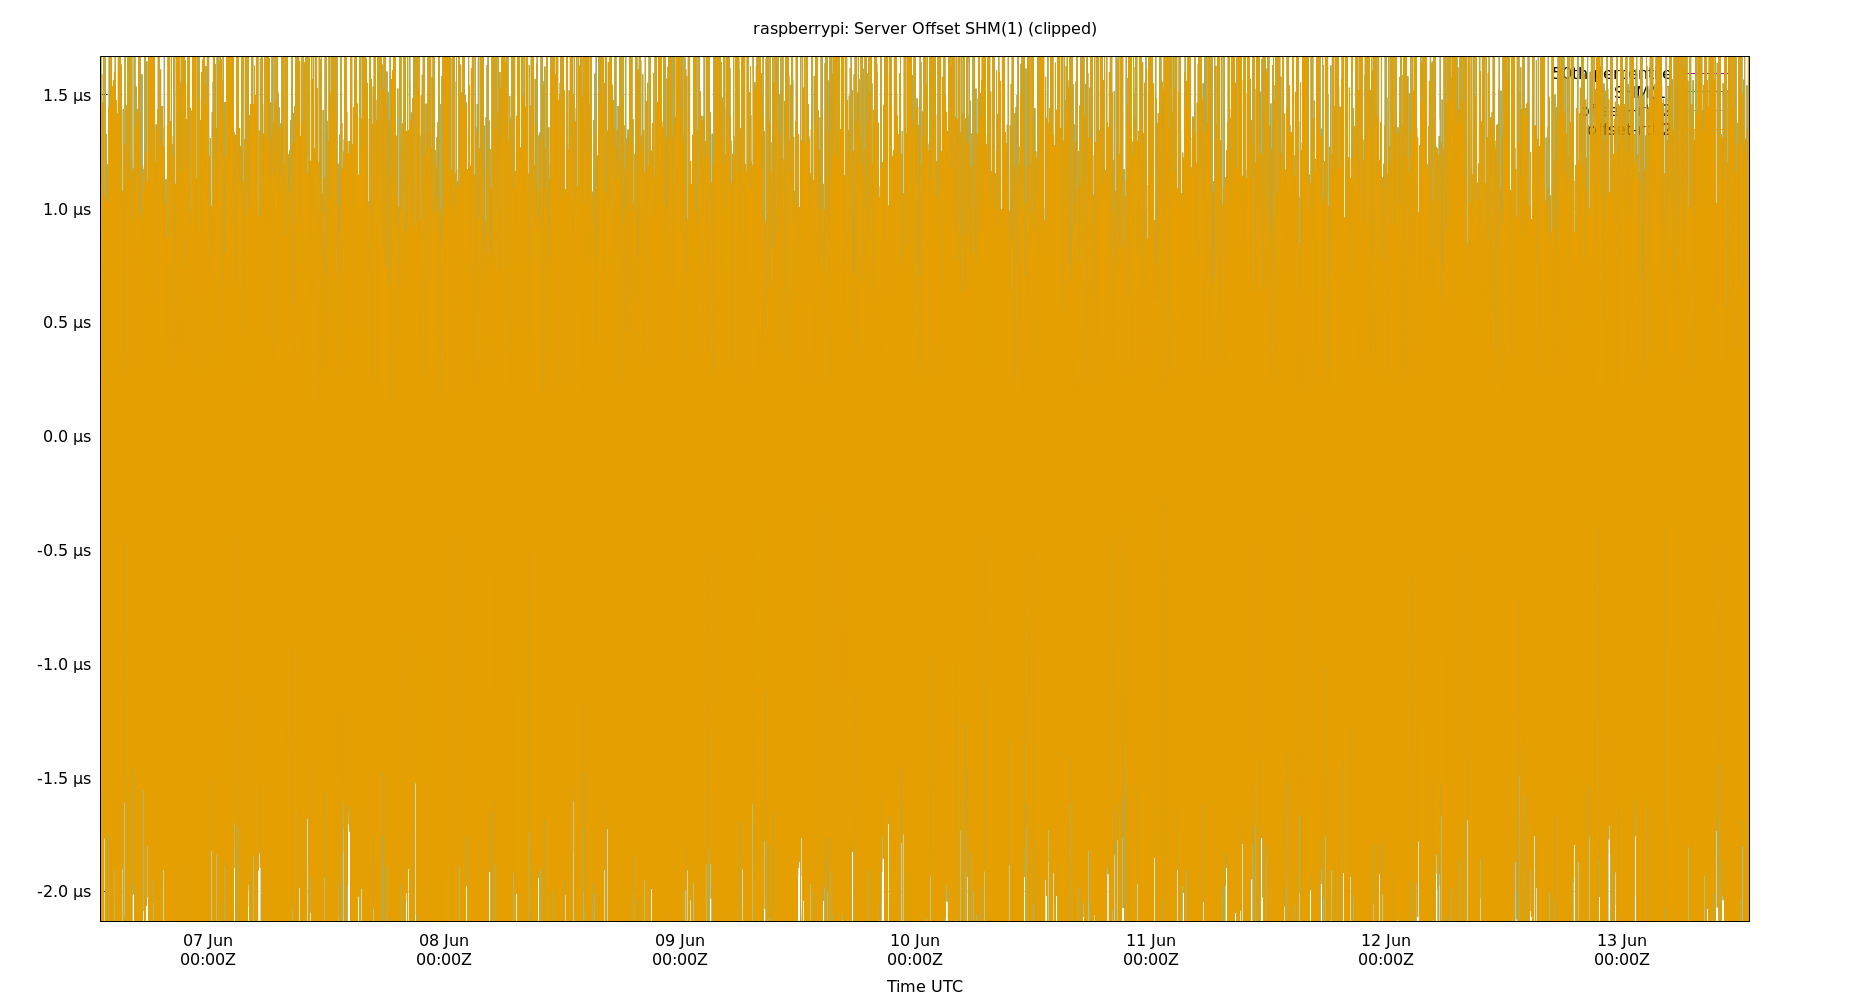 raspberrypi: Server Offset SHM(1) (clipped)
1.5 µs
1.0 µs
0.5 µs
0.0 µs
-0.5 µs
-1.0 µs
-1.5 µs
-2.0 µs
07 Jun 08 Jun 09 Jun 10 Jun 11 Jun 12 Jun 13 Jun
00:00Z 00:00Z 00:00Z 00:00Z 00:00Z 00:00Z 00:00Z
Time UTC